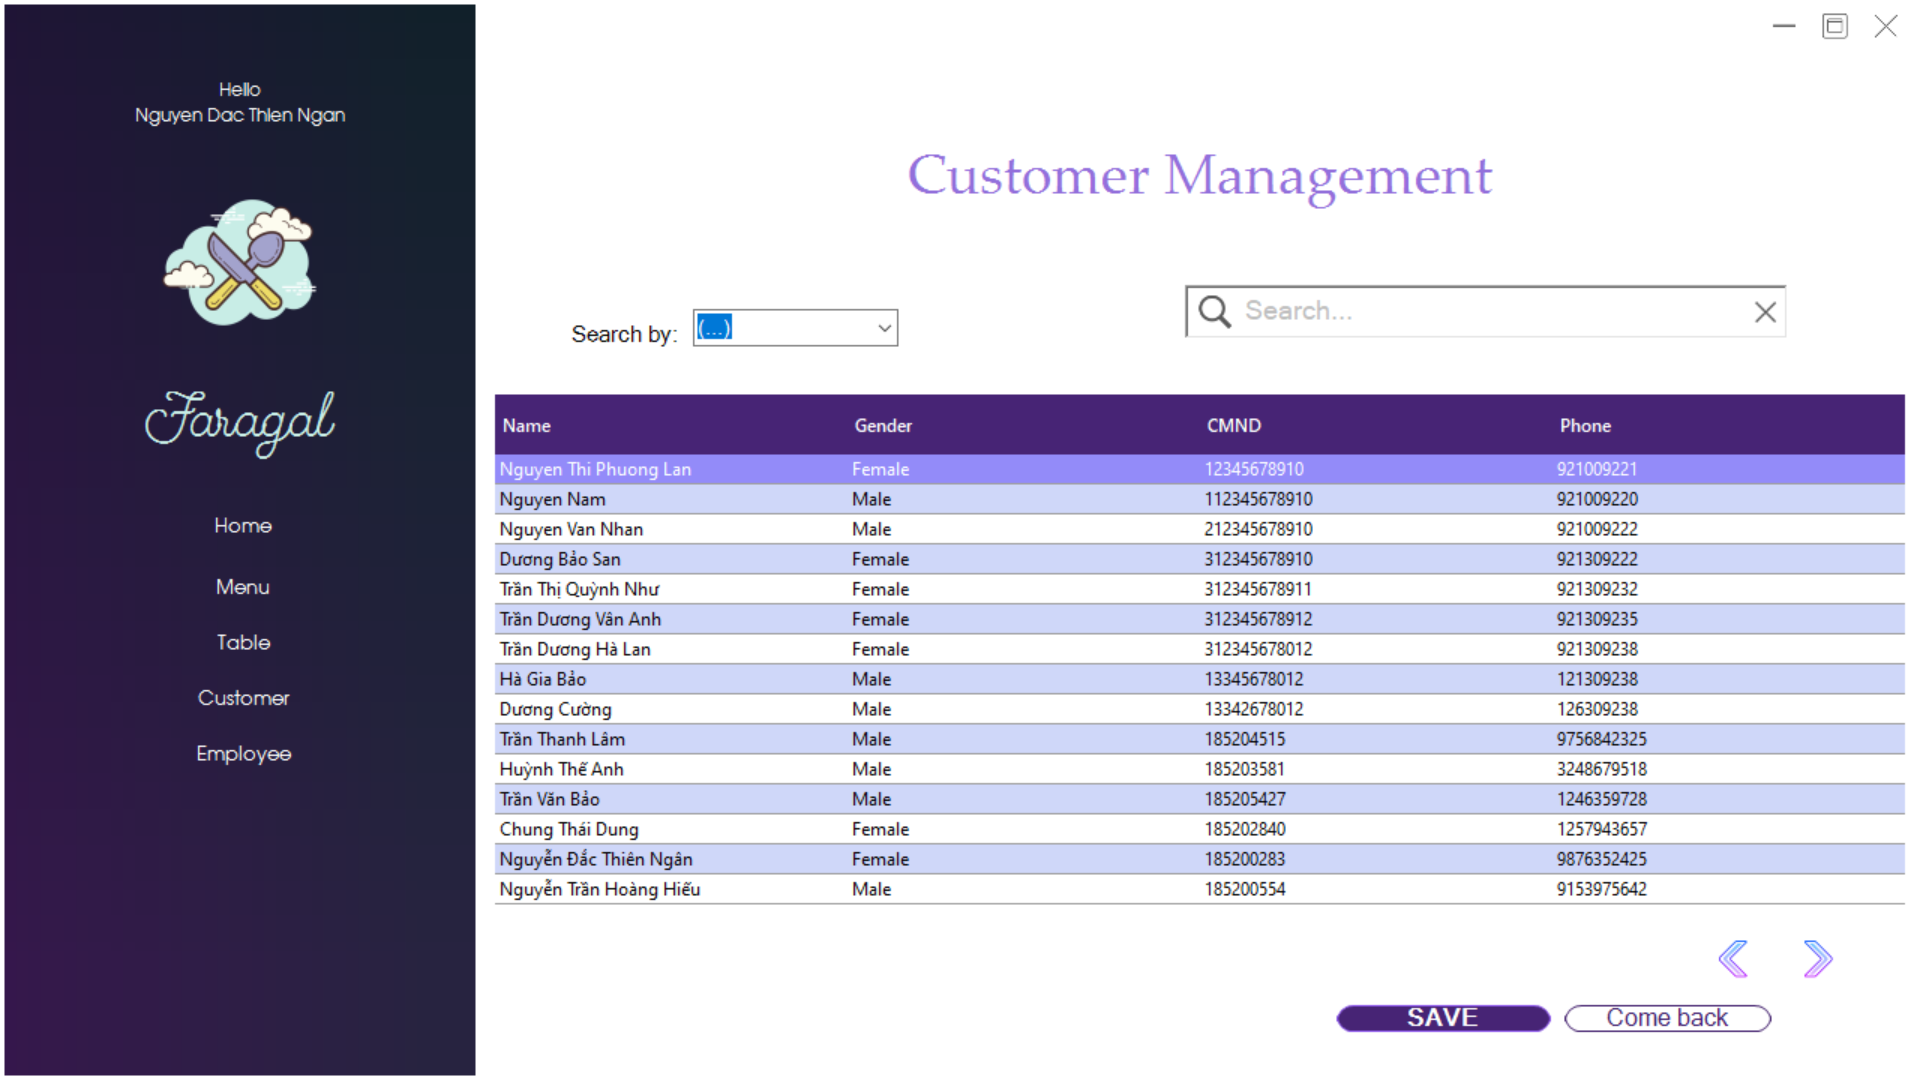 Hello
Nguyen Dac Thien Ngan
Faragal
Home
Menu
Table
Customer
Employee
Customer Management
Search by: (...)
Search...
Name Gender CMND Phone
Nguyen Thi Phuong Lan Female 12345678910 921009221
Nguyen Nam Male 112345678910 921009220
Nguyen Van Nhan Male 212345678910 921009222
Dương Bảo San Female 312345678910 921309222
Trần Thị Quỳnh Như Female 312345678911 921309232
Trần Dương Vân Anh Female 312345678912 921309235
Trần Dương Hà Lan Female 312345678012 921309238
Hà Gia Bảo Male 13345678012 121309238
Dương Cường Male 13342678012 126309238
Trần Thanh Lâm Male 185204515 9756842325
Huỳnh Thế Anh Male 185203581 3248679518
Trần Văn Bảo Male 185205427 1246359728
Chung Thái Dung Female 185202840 1257943657
Nguyễn Đắc Thiên Ngân Female 185200283 9876352425
Nguyễn Trần Hoàng Hiếu Male 185200554 9153975642
SAVE Come back